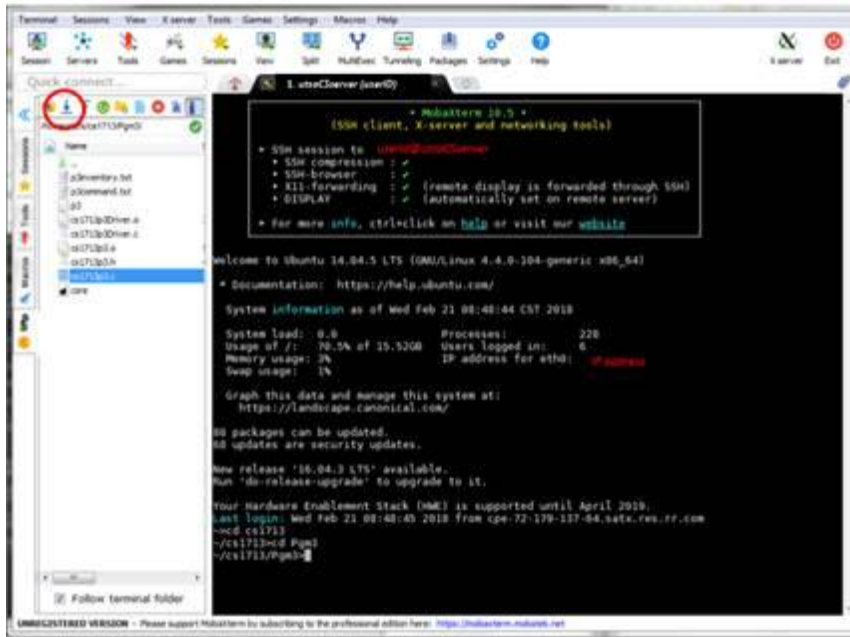 Terminal Sessions View X server Tools Games Settings Macros Help
Session Servers Tools Games Sessions View Split MultiExec Tunneling Packages Settings Help X server Exit
Quick connect...
1. utsaCSserver (userID)
Name
..
p3inventory.txt
p3command.txt
p3
cs1713p3Driver.o
cs1713p3Driver.c
cs1713p3.o
cs1713p3.h
cs1713p3.c
core
Sessions
Tools
Macros
Sftp
• MobaXterm 10.5 •
(SSH client, X-server and networking tools)
▸ SSH session to userid@utsaCSserver
• SSH compression : ✔
• SSH-browser : ✔
• X11-forwarding : ✔ (remote display is forwarded through SSH)
• DISPLAY : ✔ (automatically set on remote server)
▸ For more info, ctrl+click on help or visit our website
Welcome to Ubuntu 14.04.5 LTS (GNU/Linux 4.4.0-104-generic x86_64)
* Documentation: https://help.ubuntu.com/
System information as of Wed Feb 21 08:48:44 CST 2018
System load: 0.0 Processes: 228
Usage of /: 70.5% of 15.52GB Users logged in: 6
Memory usage: 3% IP address for eth0: IP address
Swap usage: 1%
Graph this data and manage this system at:
https://landscape.canonical.com/
packages can be updated.
updates are security updates.
New release '16.04.3 LTS' available.
Run 'do-release-upgrade' to upgrade to it.
Your Hardware Enablement Stack (HWE) is supported until April 2019.
Last login: Wed Feb 21 08:48:45 2018 from cpe-72-179-137-64.satx.res.rr.com
~>cd cs1713
~/cs1713>cd Pgm3
~/cs1713/Pgm3>
Follow terminal folder
UNREGISTERED VERSION - Please support MobaXterm by subscribing to the professional edition here: https://mobaxterm.mobatek.net